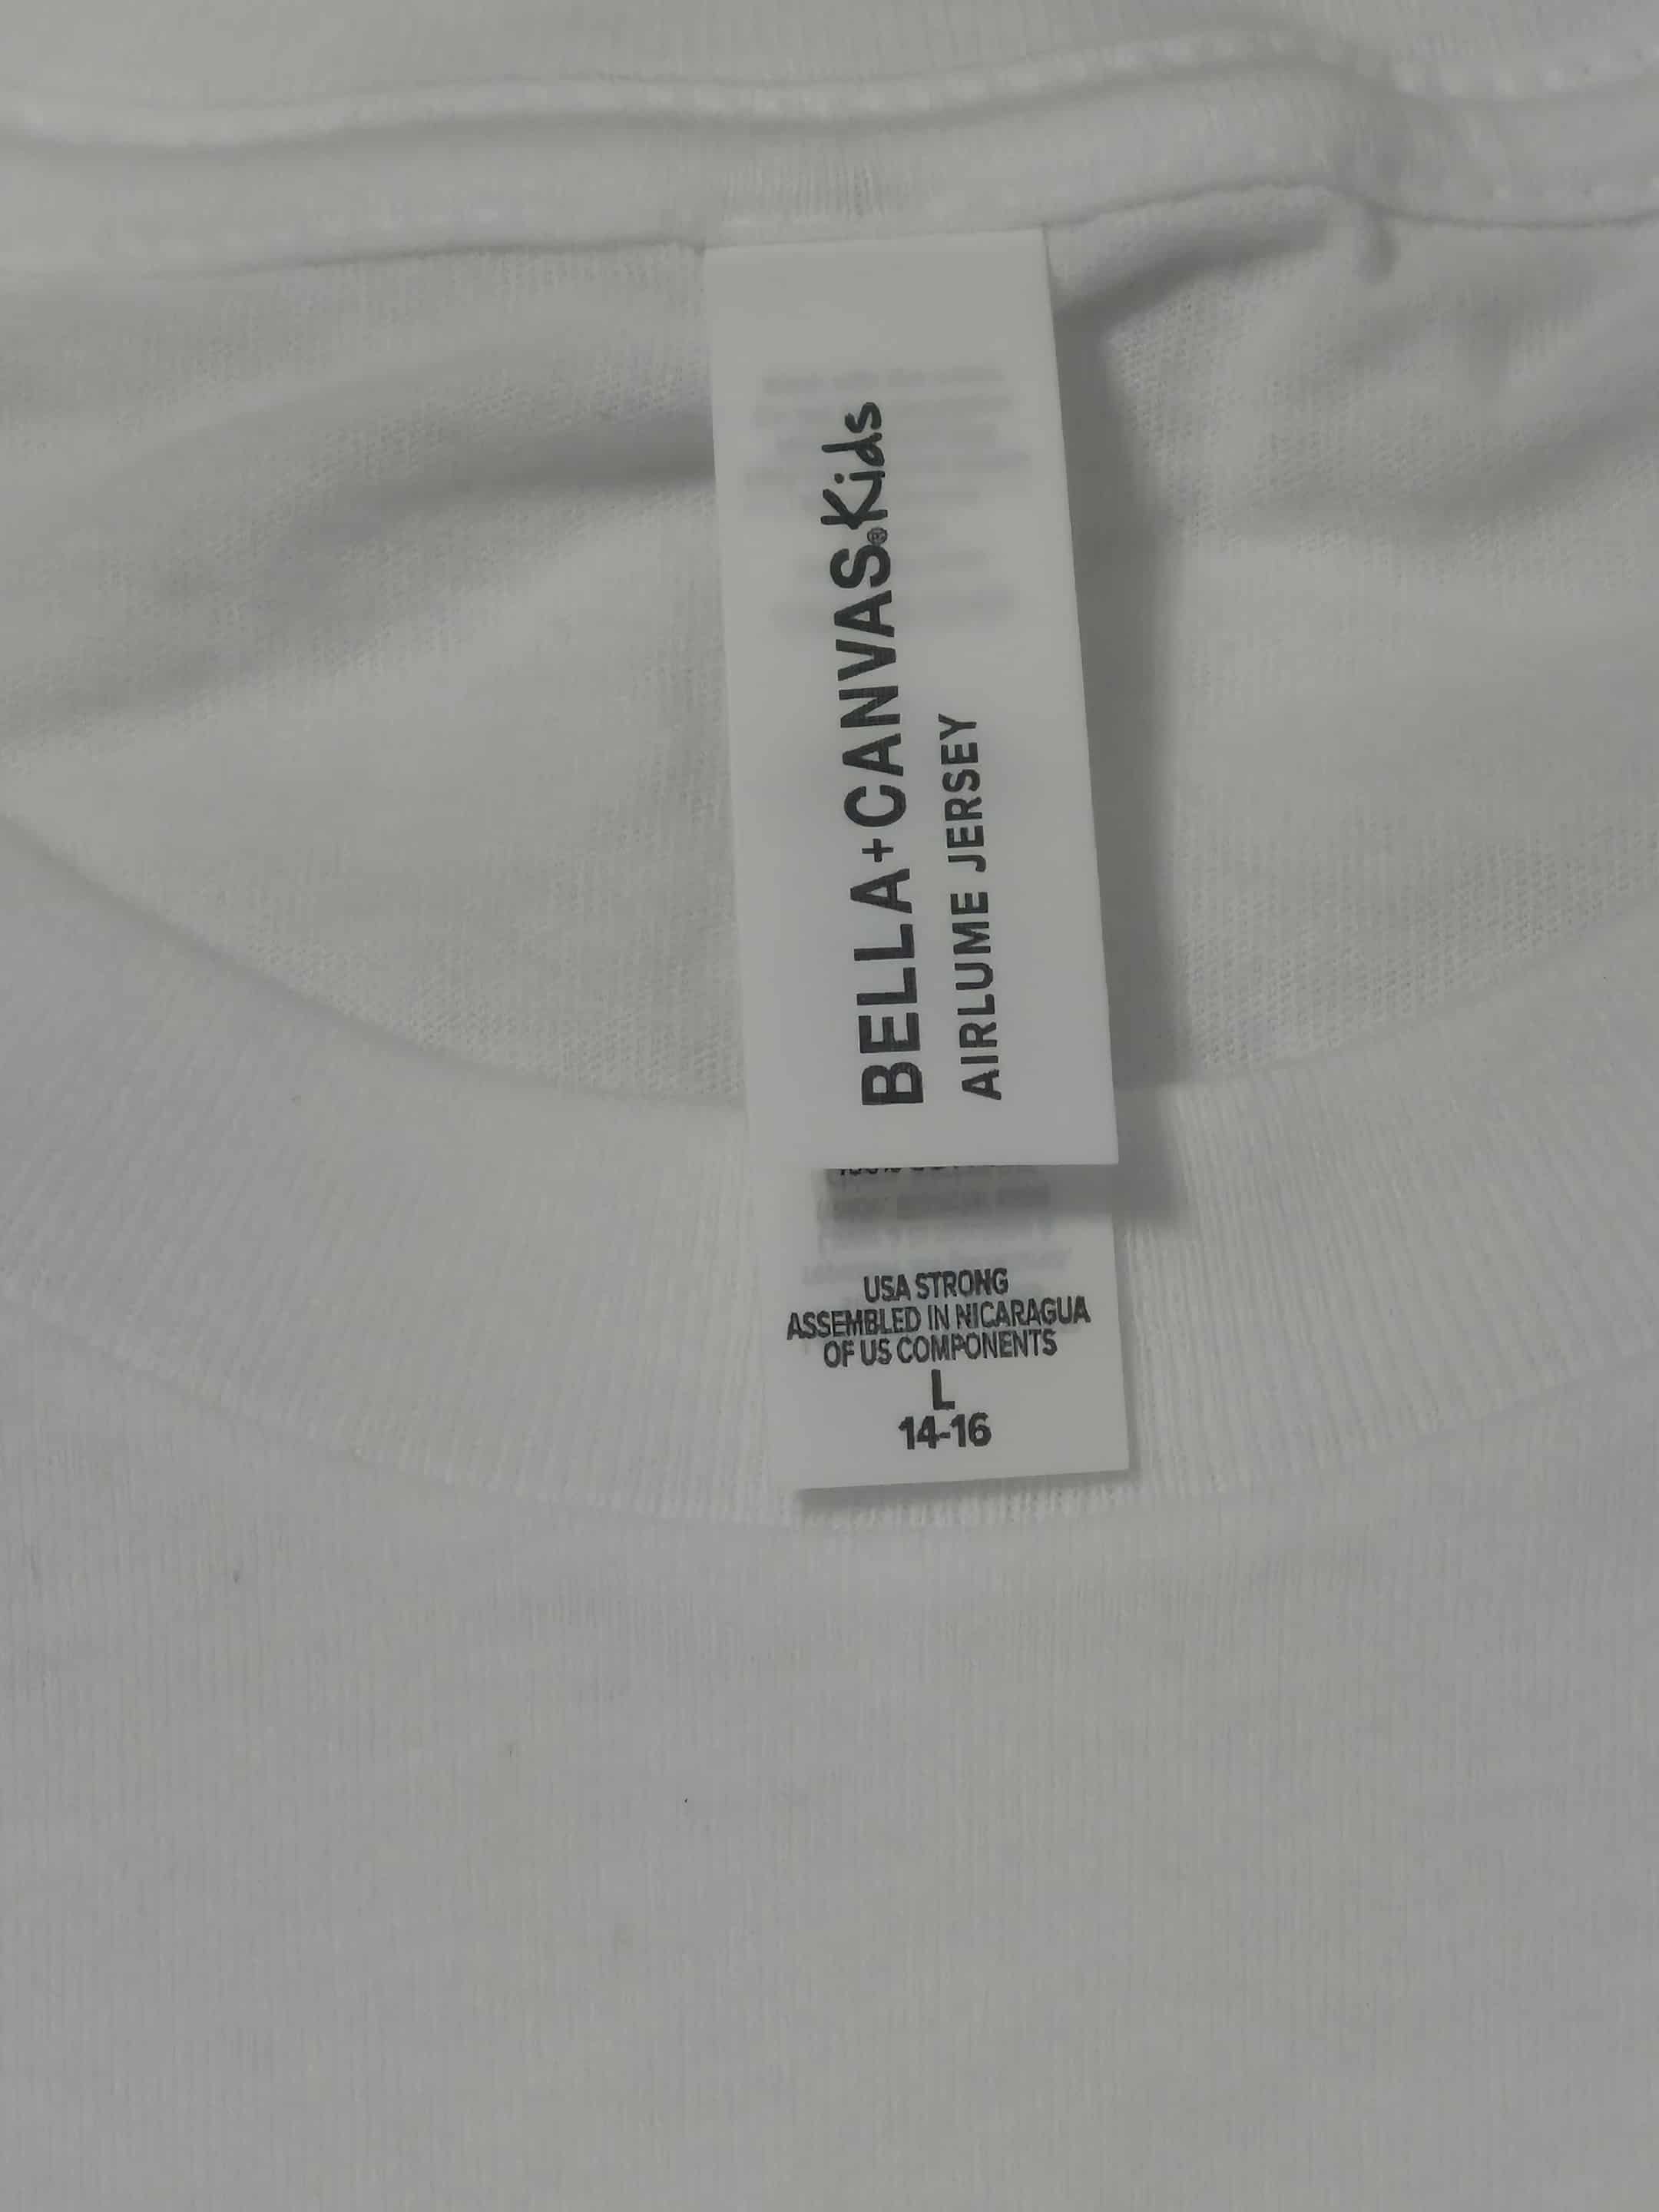 BELLA+CANVAS®Kids
AIRLUME JERSEY
USA STRONG
ASSEMBLED IN NICARAGUA
OF US COMPONENTS
L
14-16